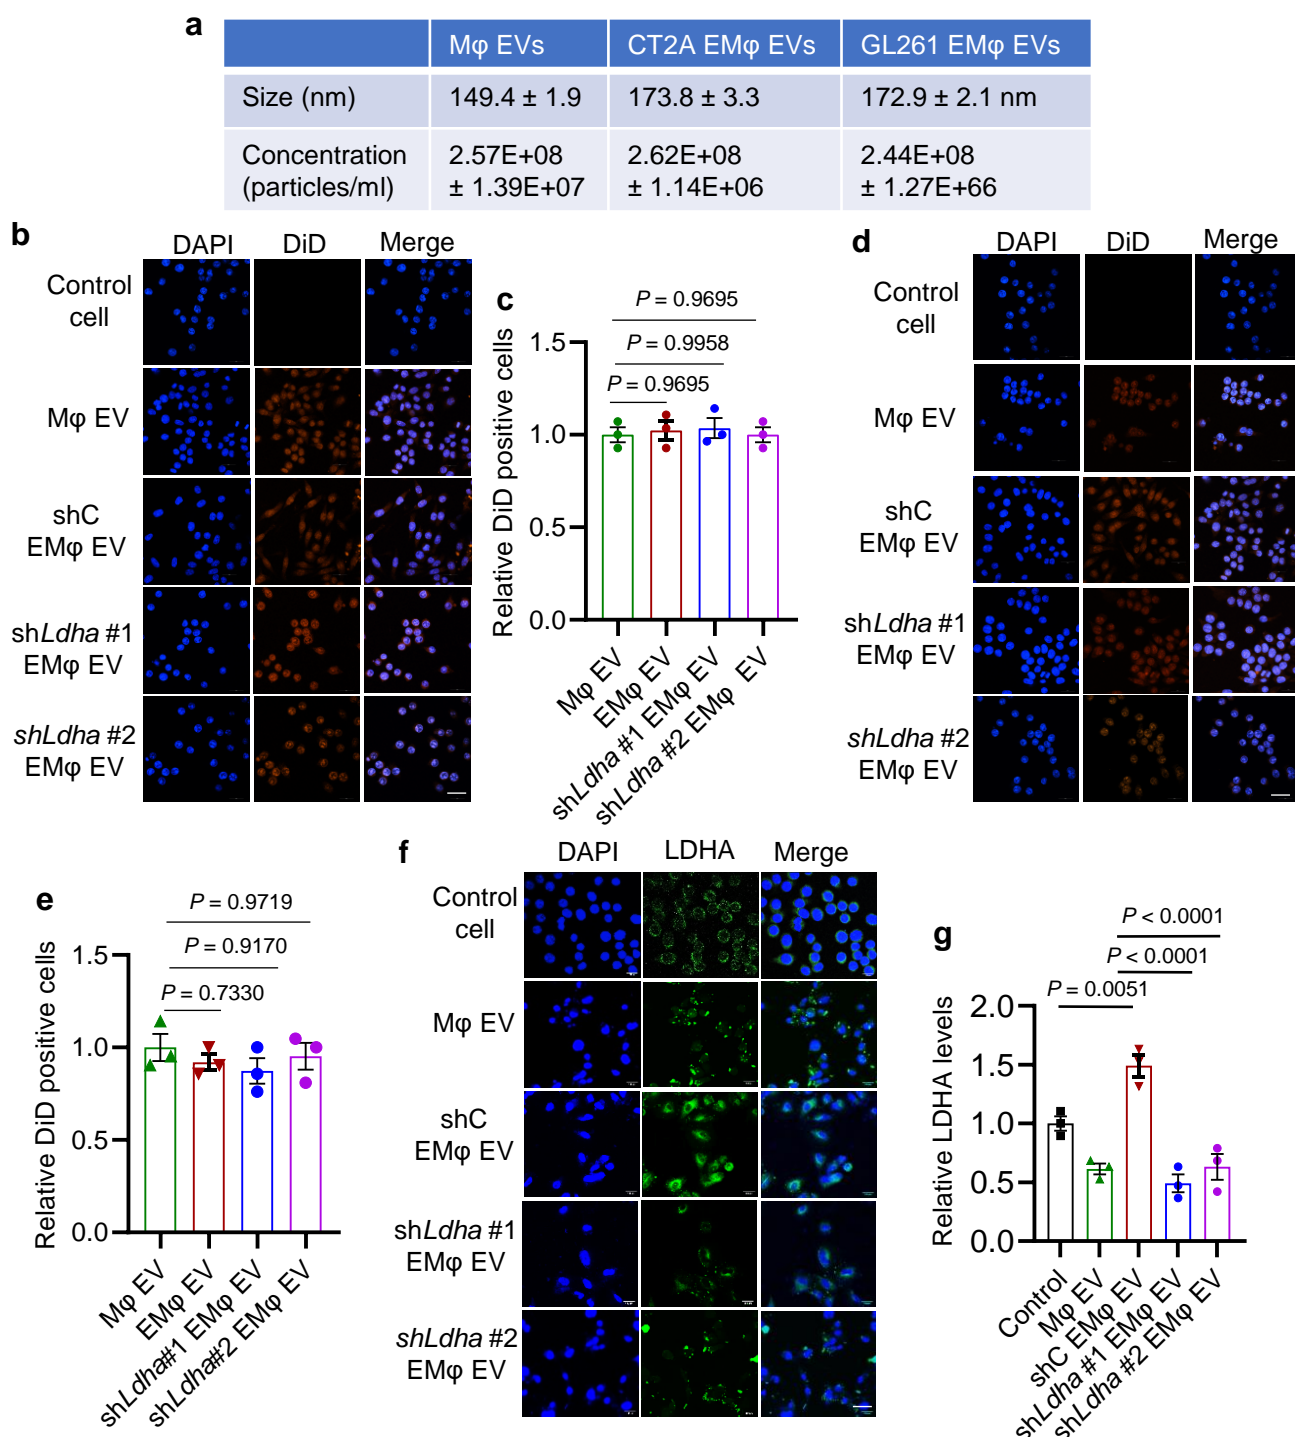 a
Mφ EVs CT2A EMφ EVs GL261 EMφ EVs
Size (nm) 149.4 ± 1.9 173.8 ± 3.3 172.9 ± 2.1 nm
Concentration 2.57E+08 2.62E+08 2.44E+08
(particles/ml) ± 1.39E+07 ± 1.14E+06 ± 1.27E+66
b
DAPI DiD Merge
Control
cell
Mφ EV
shC
EMφ EV
shLdha #1
EMφ EV
shLdha #2
EMφ EV
c
P = 0.9695
P = 0.9958
P = 0.9695
Relative DiD positive cells
1.5
1.0
0.5
0.0
Mφ EV
EMφ EV
shLdha #1 EMφ EV
shLdha #2 EMφ EV
d
DAPI DiD Merge
Control
cell
Mφ EV
shC
EMφ EV
shLdha #1
EMφ EV
shLdha #2
EMφ EV
e
P = 0.9719
P = 0.9170
P = 0.7330
Relative DiD positive cells
1.5
1.0
0.5
0.0
Mφ EV
EMφ EV
shLdha#1 EMφ EV
shLdha#2 EMφ EV
f
DAPI LDHA Merge
Control
cell
Mφ EV
shC
EMφ EV
shLdha #1
EMφ EV
shLdha #2
EMφ EV
g
P < 0.0001
P < 0.0001
P = 0.0051
Relative LDHA levels
2.0
1.5
1.0
0.5
0.0
Control
Mφ EV
shC EMφ EV
shLdha #1 EMφ EV
shLdha #2 EMφ EV